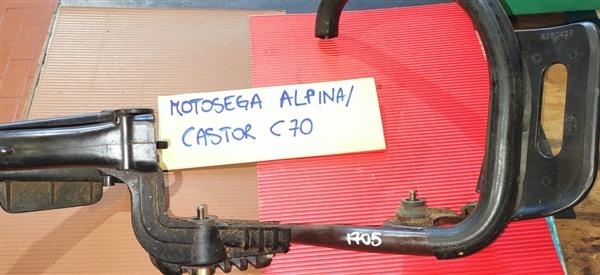 MOTOSEGA ALPINA/
CASTOR C70
1705